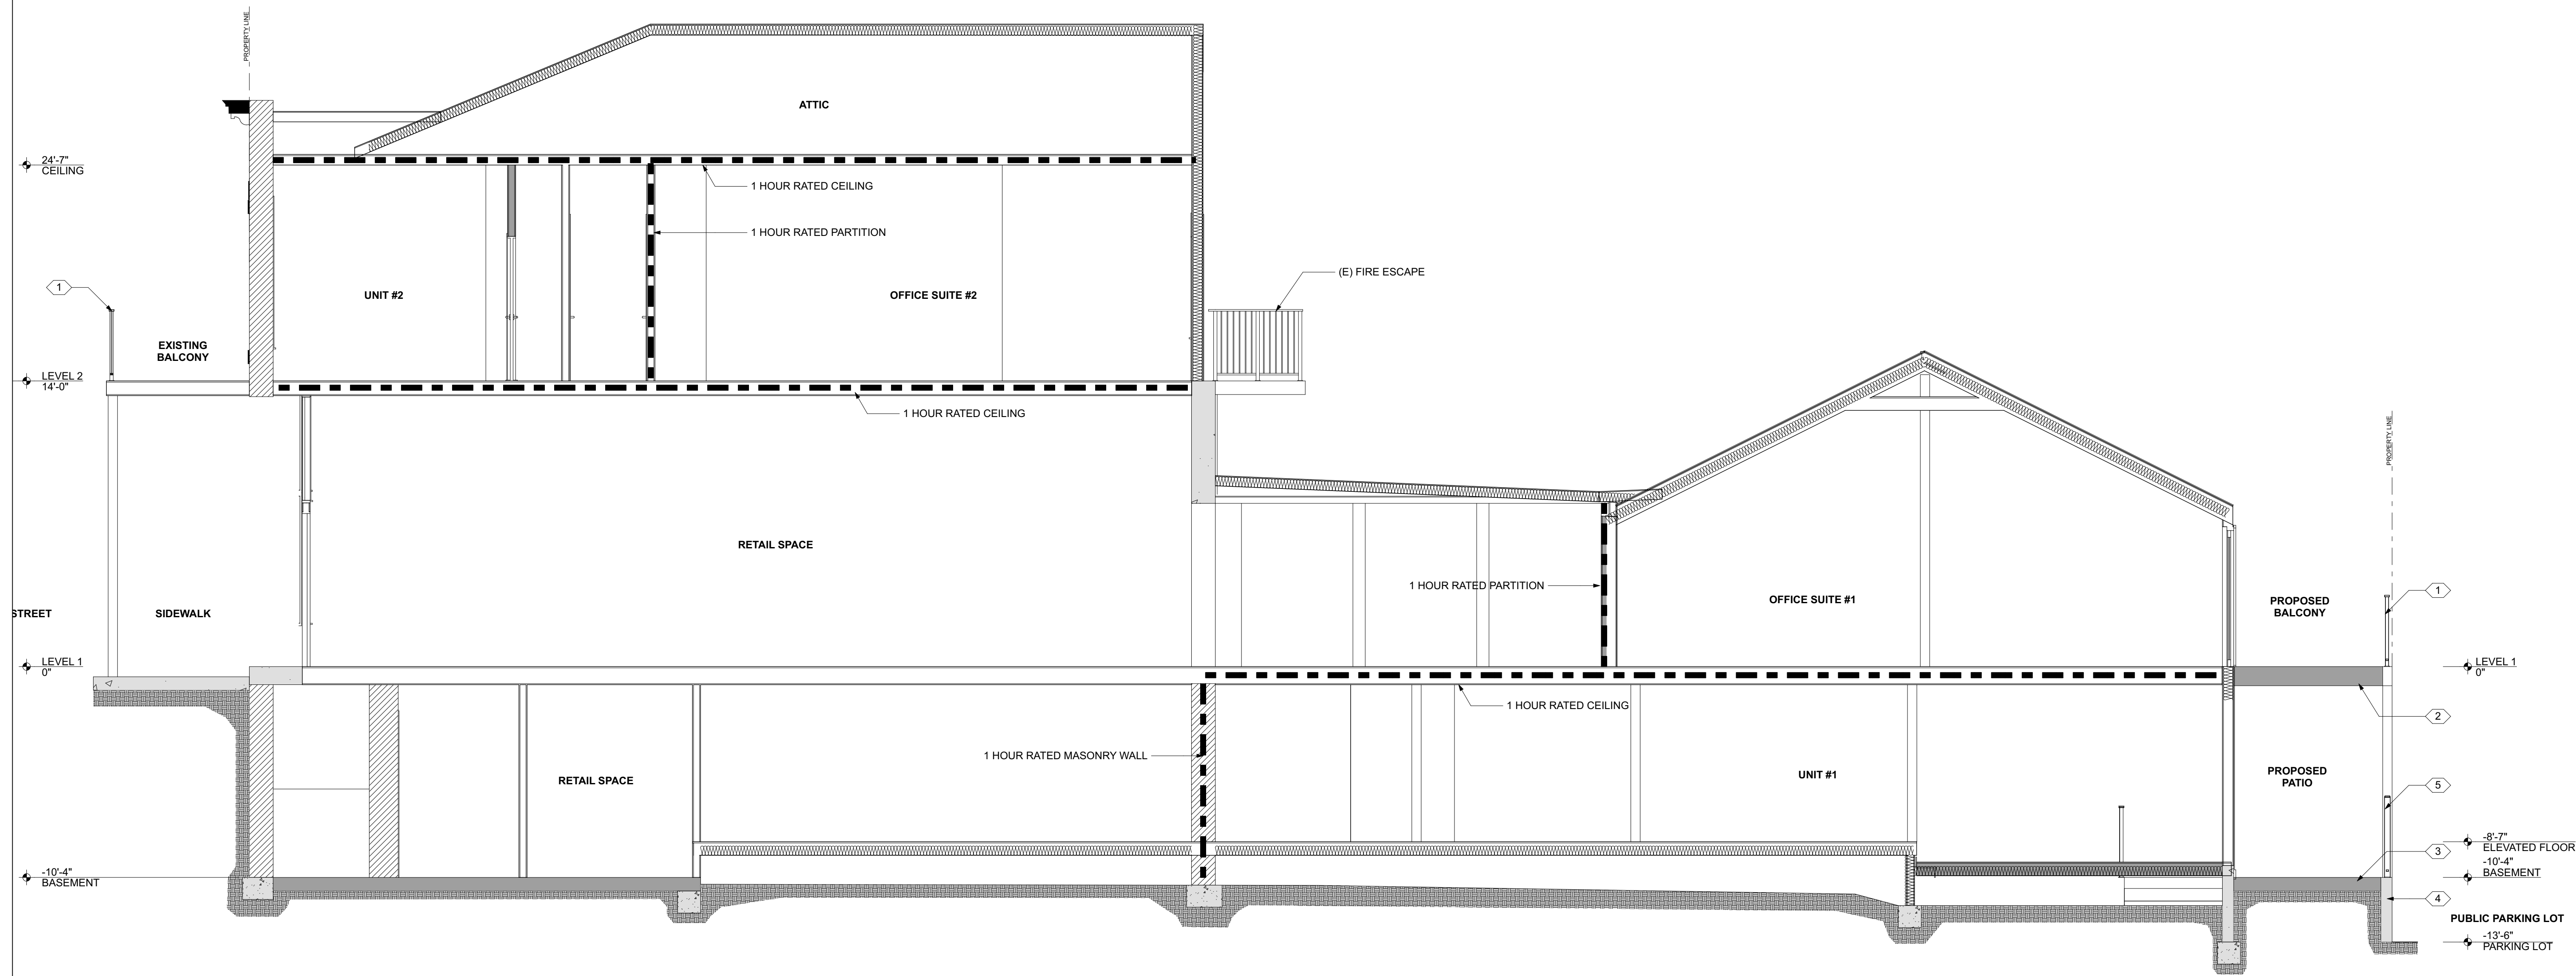 PROPERTY LINE
ATTIC
24'-7"
CEILING
1 HOUR RATED CEILING
1 HOUR RATED PARTITION
(E) FIRE ESCAPE
1
UNIT #2
OFFICE SUITE #2
EXISTING
BALCONY
LEVEL 2
14'-0"
1 HOUR RATED CEILING
PROPERTY LINE
RETAIL SPACE
1 HOUR RATED PARTITION
OFFICE SUITE #1
1
PROPOSED
BALCONY
STREET
SIDEWALK
LEVEL 1
0"
LEVEL 1
0"
1 HOUR RATED CEILING
2
1 HOUR RATED MASONRY WALL
RETAIL SPACE
UNIT #1
PROPOSED
PATIO
5
-8'-7"
ELEVATED FLOOR
3
-10'-4"
BASEMENT
-10'-4"
BASEMENT
4
PUBLIC PARKING LOT
-13'-6"
PARKING LOT